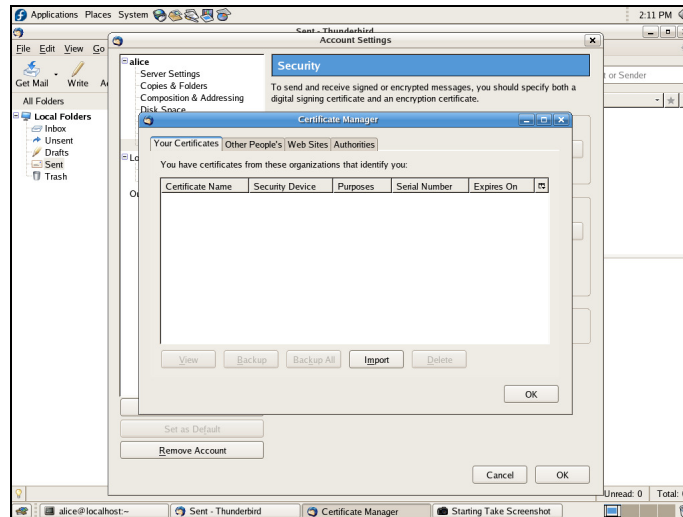 Applications Places System
2:11 PM
Sent - Thunderbird
Account Settings
File Edit View Go
Get Mail Write
t or Sender
All Folders
Local Folders
Inbox
Unsent
Drafts
Sent
Trash
alice
Server Settings
Copies & Folders
Composition & Addressing
Disk Space
Security
To send and receive signed or encrypted messages, you should specify both a
digital signing certificate and an encryption certificate.
Certificate Manager
Your Certificates Other People's Web Sites Authorities
You have certificates from these organizations that identify you:
Certificate Name Security Device Purposes Serial Number Expires On
View Backup Backup All Import Delete
OK
Set as Default
Remove Account
Cancel OK
Unread: 0 Total:
alice@localhost:~ Sent - Thunderbird Certificate Manager Starting Take Screenshot